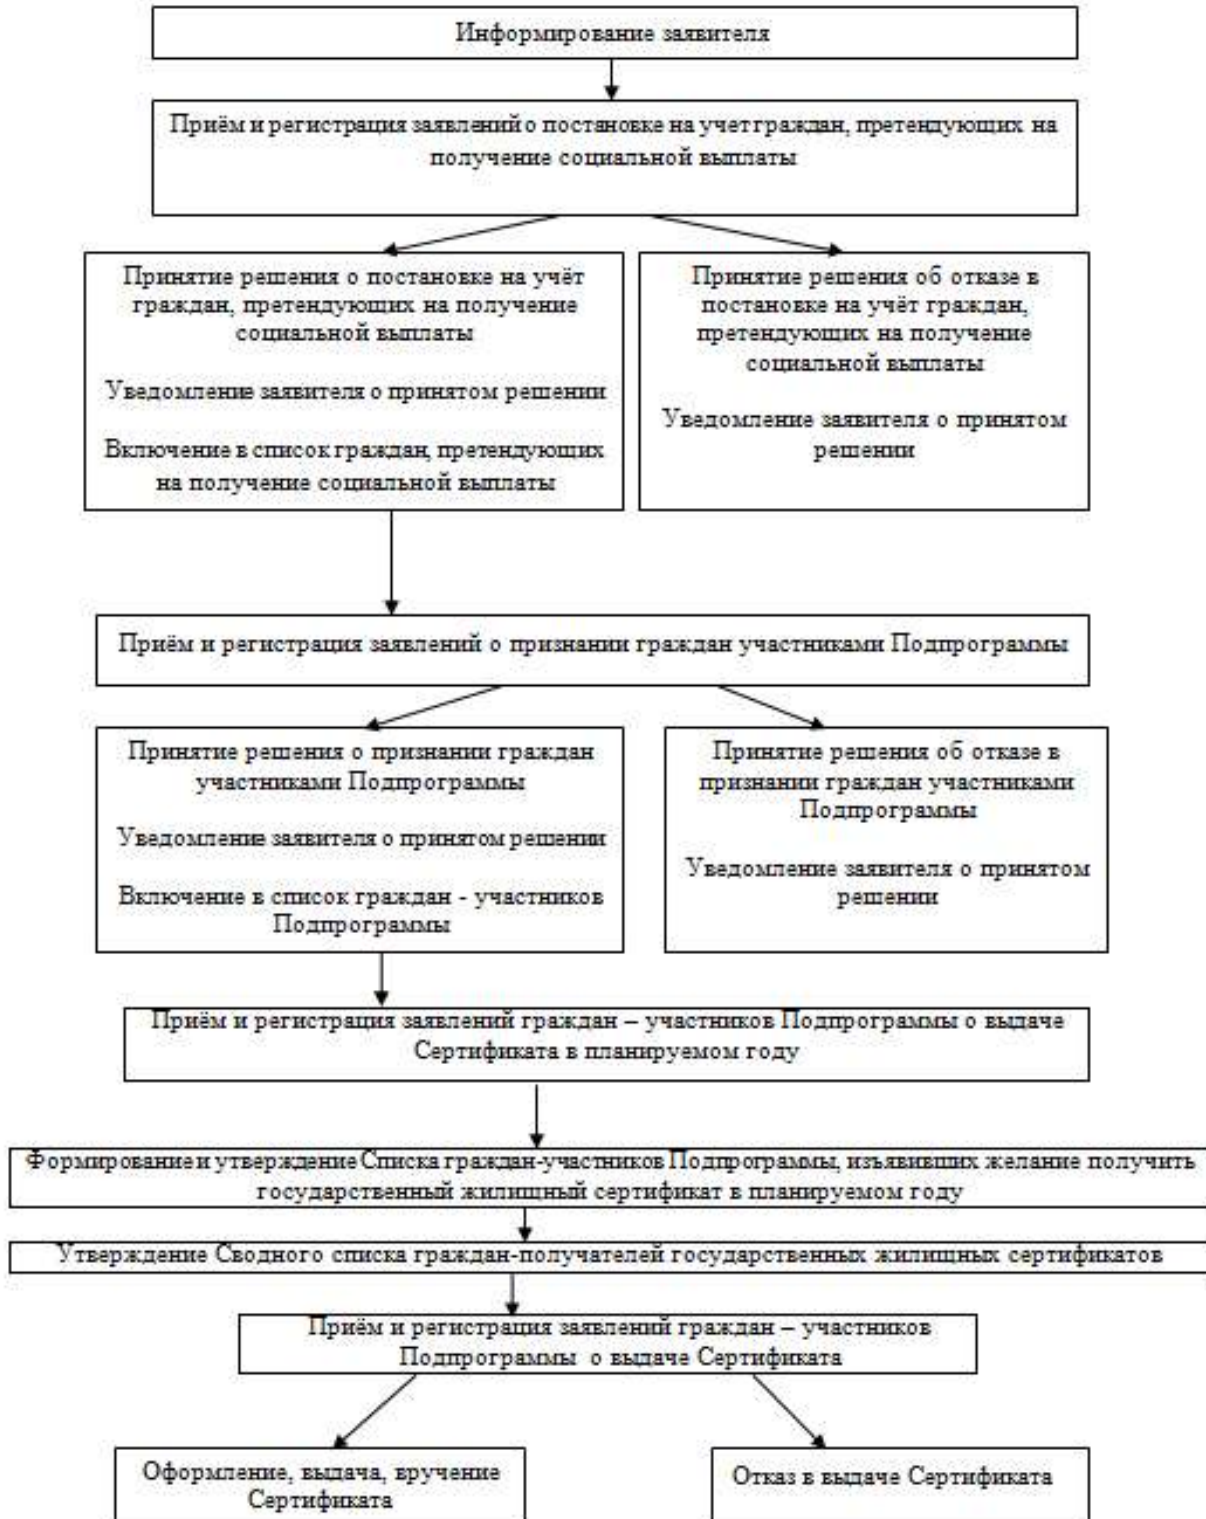 Информирование заявителя
Приём и регистрация заявлений о постановке на учет граждан, претендующих на
получение социальной выплаты
Принятие решения о постановке на учёт
граждан, претендующих на получение
социальной выплаты
Уведомление заявителя о принятом решении
Включение в список граждан, претендующих
на получение социальной выплаты
Принятие решения об отказе в
постановке на учёт граждан,
претендующих на получение
социальной выплаты
Уведомление заявителя о принятом
решении
Приём и регистрация заявлений о признании граждан участниками Подпрограммы
Принятие решения о признании граждан
участниками Подпрограммы
Уведомление заявителя о принятом решении
Включение в список граждан - участников
Подпрограммы
Принятие решения об отказе в
признании граждан участниками
Подпрограммы
Уведомление заявителя о принятом
решении
Приём и регистрация заявлений граждан – участников Подпрограммы о выдаче
Сертификата в планируемом году
Формирование и утверждение Списка граждан-участников Подпрограммы, изъявивших желание получить
государственный жилищный сертификат в планируемом году
Утверждение Сводного списка граждан-получателей государственных жилищных сертификатов
Приём и регистрация заявлений граждан – участников
Подпрограммы о выдаче Сертификата
Оформление, выдача, вручение
Сертификата
Отказ в выдаче Сертификата